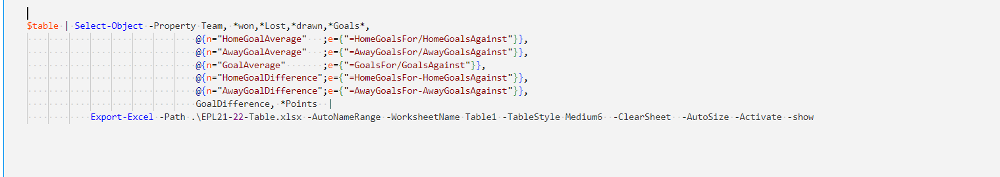 $table | Select-Object -Property Team, *won,*Lost,*drawn,*Goals*,
@{n="HomeGoalAverage"   ;e={"=HomeGoalsFor/HomeGoalsAgainst"}},
@{n="AwayGoalAverage"   ;e={"=AwayGoalsFor/AwayGoalsAgainst"}},
@{n="GoalAverage"       ;e={"=GoalsFor/GoalsAgainst"}},
@{n="HomeGoalDifference";e={"=HomeGoalsFor-HomeGoalsAgainst"}},
@{n="AwayGoalDifference";e={"=AwayGoalsFor-AwayGoalsAgainst"}},
GoalDifference, *Points  |
Export-Excel -Path .\EPL21-22-Table.xlsx -AutoNameRange -WorksheetName Table1 -TableStyle Medium6  -ClearSheet  -AutoSize -Activate -show